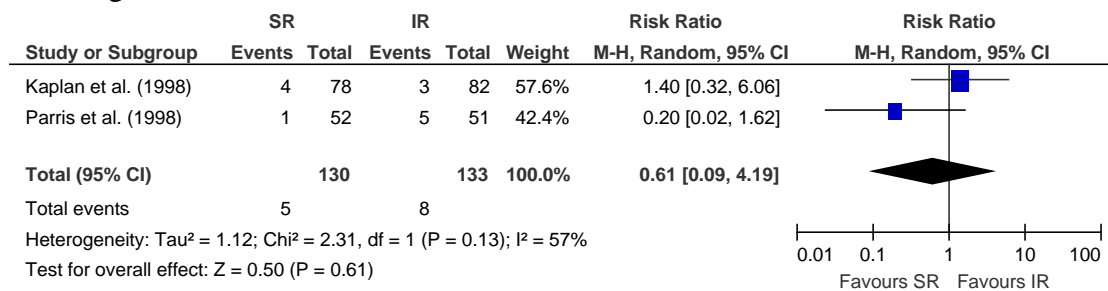 SR IR Risk Ratio Risk Ratio
Study or Subgroup Events Total Events Total Weight M-H, Random, 95% CI M-H, Random, 95% CI
Kaplan et al. (1998) 4 78 3 82 57.6% 1.40 [0.32, 6.06]
Parris et al. (1998) 1 52 5 51 42.4% 0.20 [0.02, 1.62]
Total (95% CI) 130 133 100.0% 0.61 [0.09, 4.19]
Total events 5 8
Heterogeneity: Tau² = 1.12; Chi² = 2.31, df = 1 (P = 0.13); I² = 57%
Test for overall effect: Z = 0.50 (P = 0.61)
0.01 0.1 1 10 100
Favours SR Favours IR